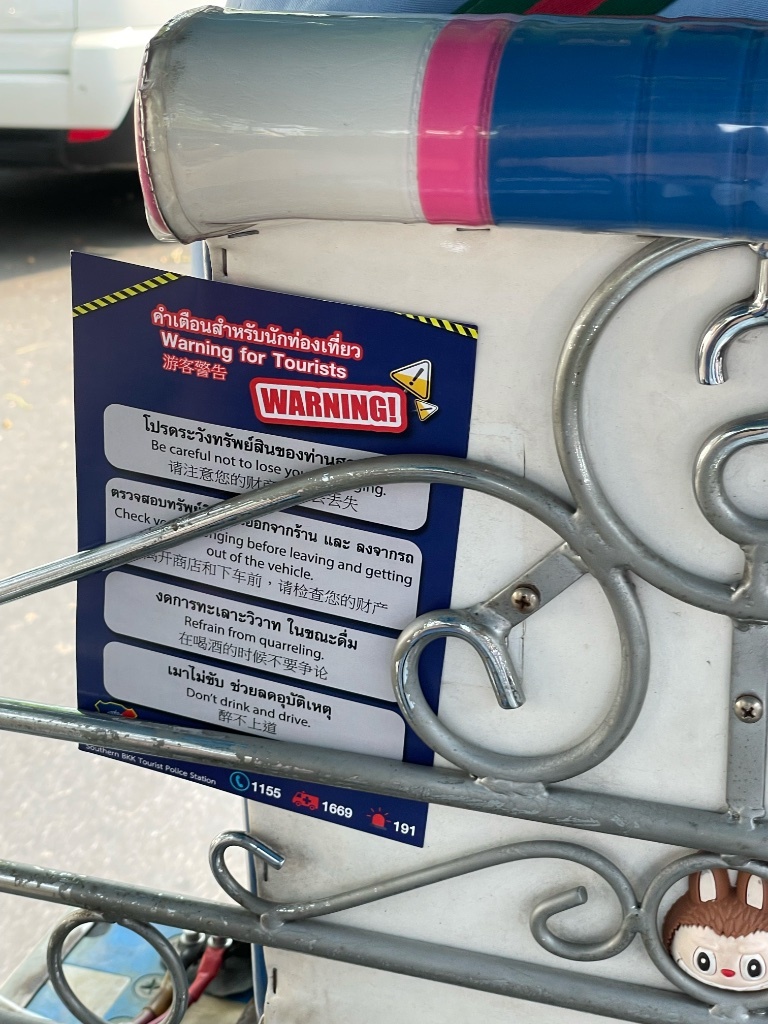 คำเตือนสำหรับนักท่องเที่ยว
Warning for Tourists
游客警告
WARNING!
โปรดระวังทรัพย์สินของท่าน
Be careful not to lose
请注意您的财产 丢失
ตรวจสอบทรัพย์ ออกจากร้าน และ ลงจากรถ
Check before leaving and getting
out of the vehicle.
离开商店和下车前，请检查您的财产
งดการทะเลาะวิวาท ในขณะดื่ม
Refrain from quarreling.
在喝酒的时候不要争论
เมาไม่ขับ ช่วยลดอุบัติเหตุ
Don't drink and drive.
醉不上道
Southern BKK Tourist Police Station 1155 1669 191